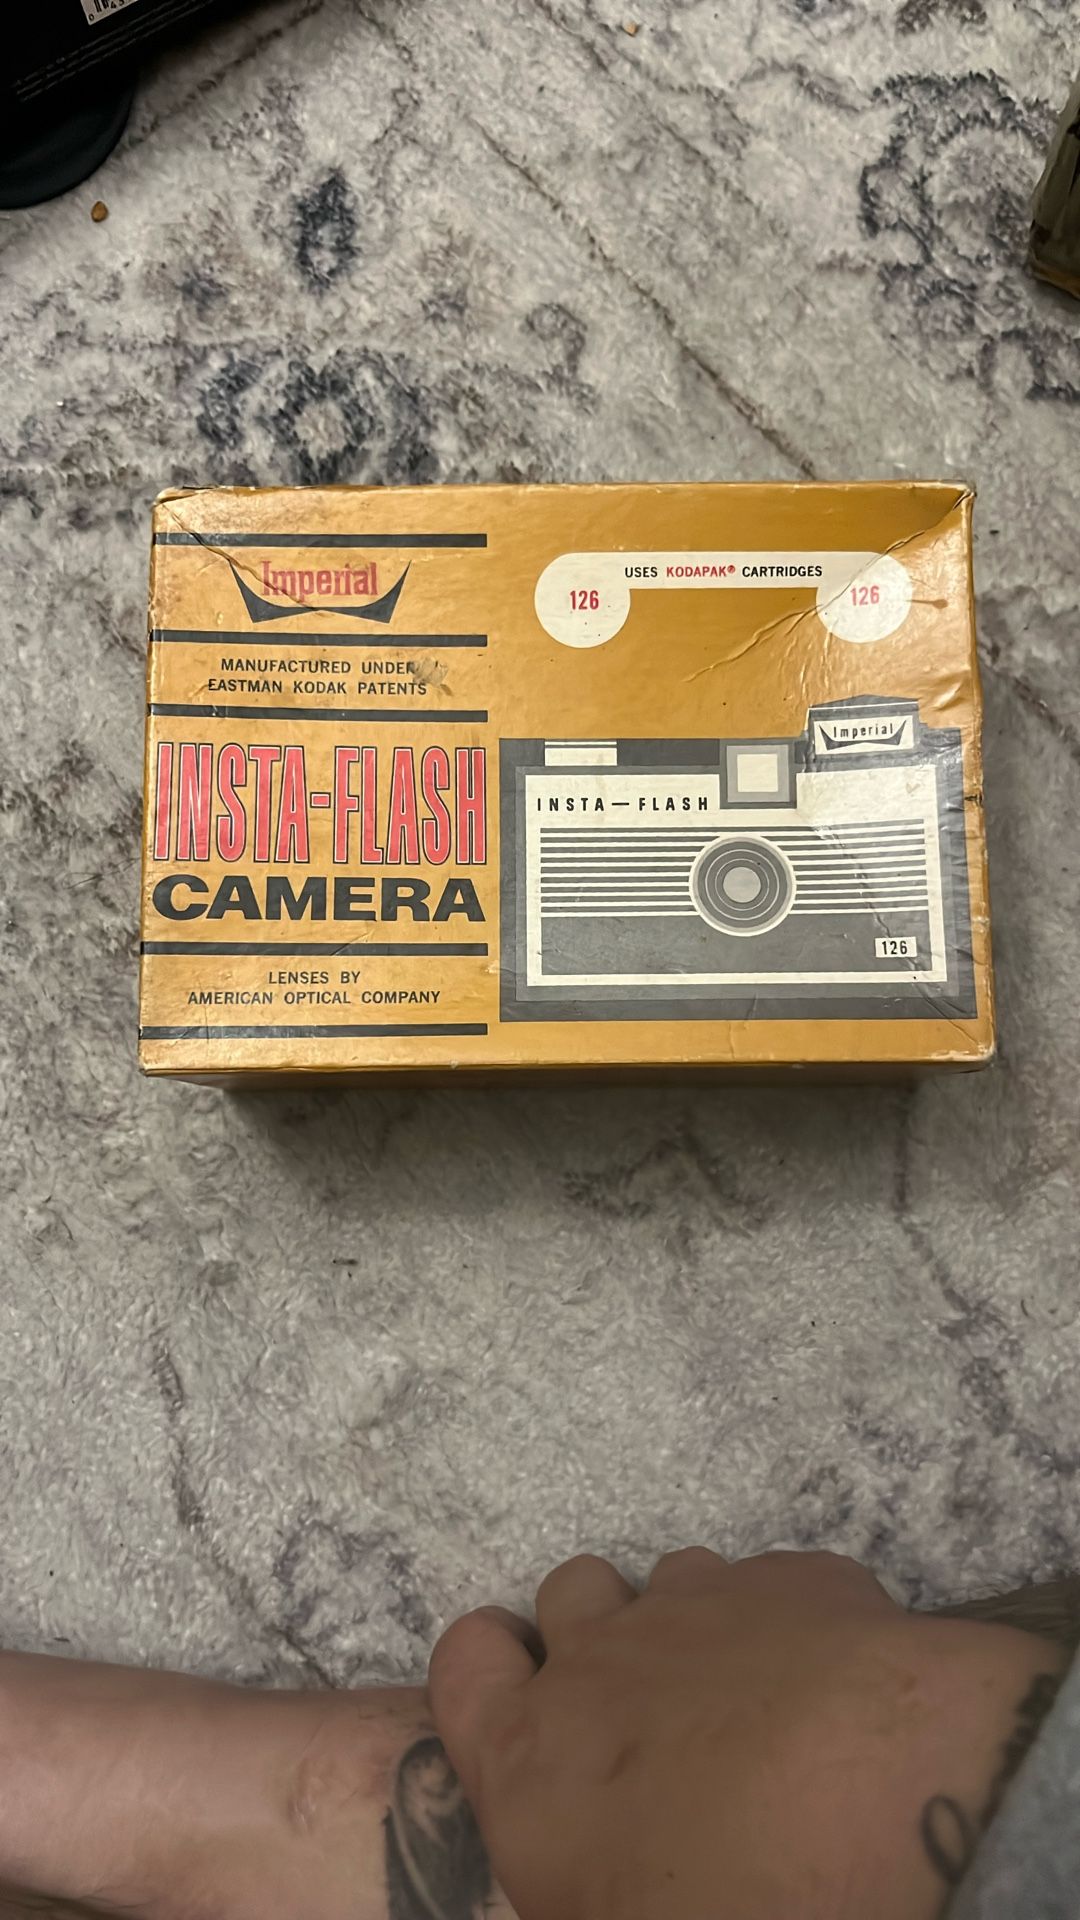 Imperial
MANUFACTURED UNDER
EASTMAN KODAK PATENTS
INSTA-FLASH
CAMERA
LENSES BY
AMERICAN OPTICAL COMPANY
USES KODAPAK® CARTRIDGES
126
126
Imperial
INSTA—FLASH
126